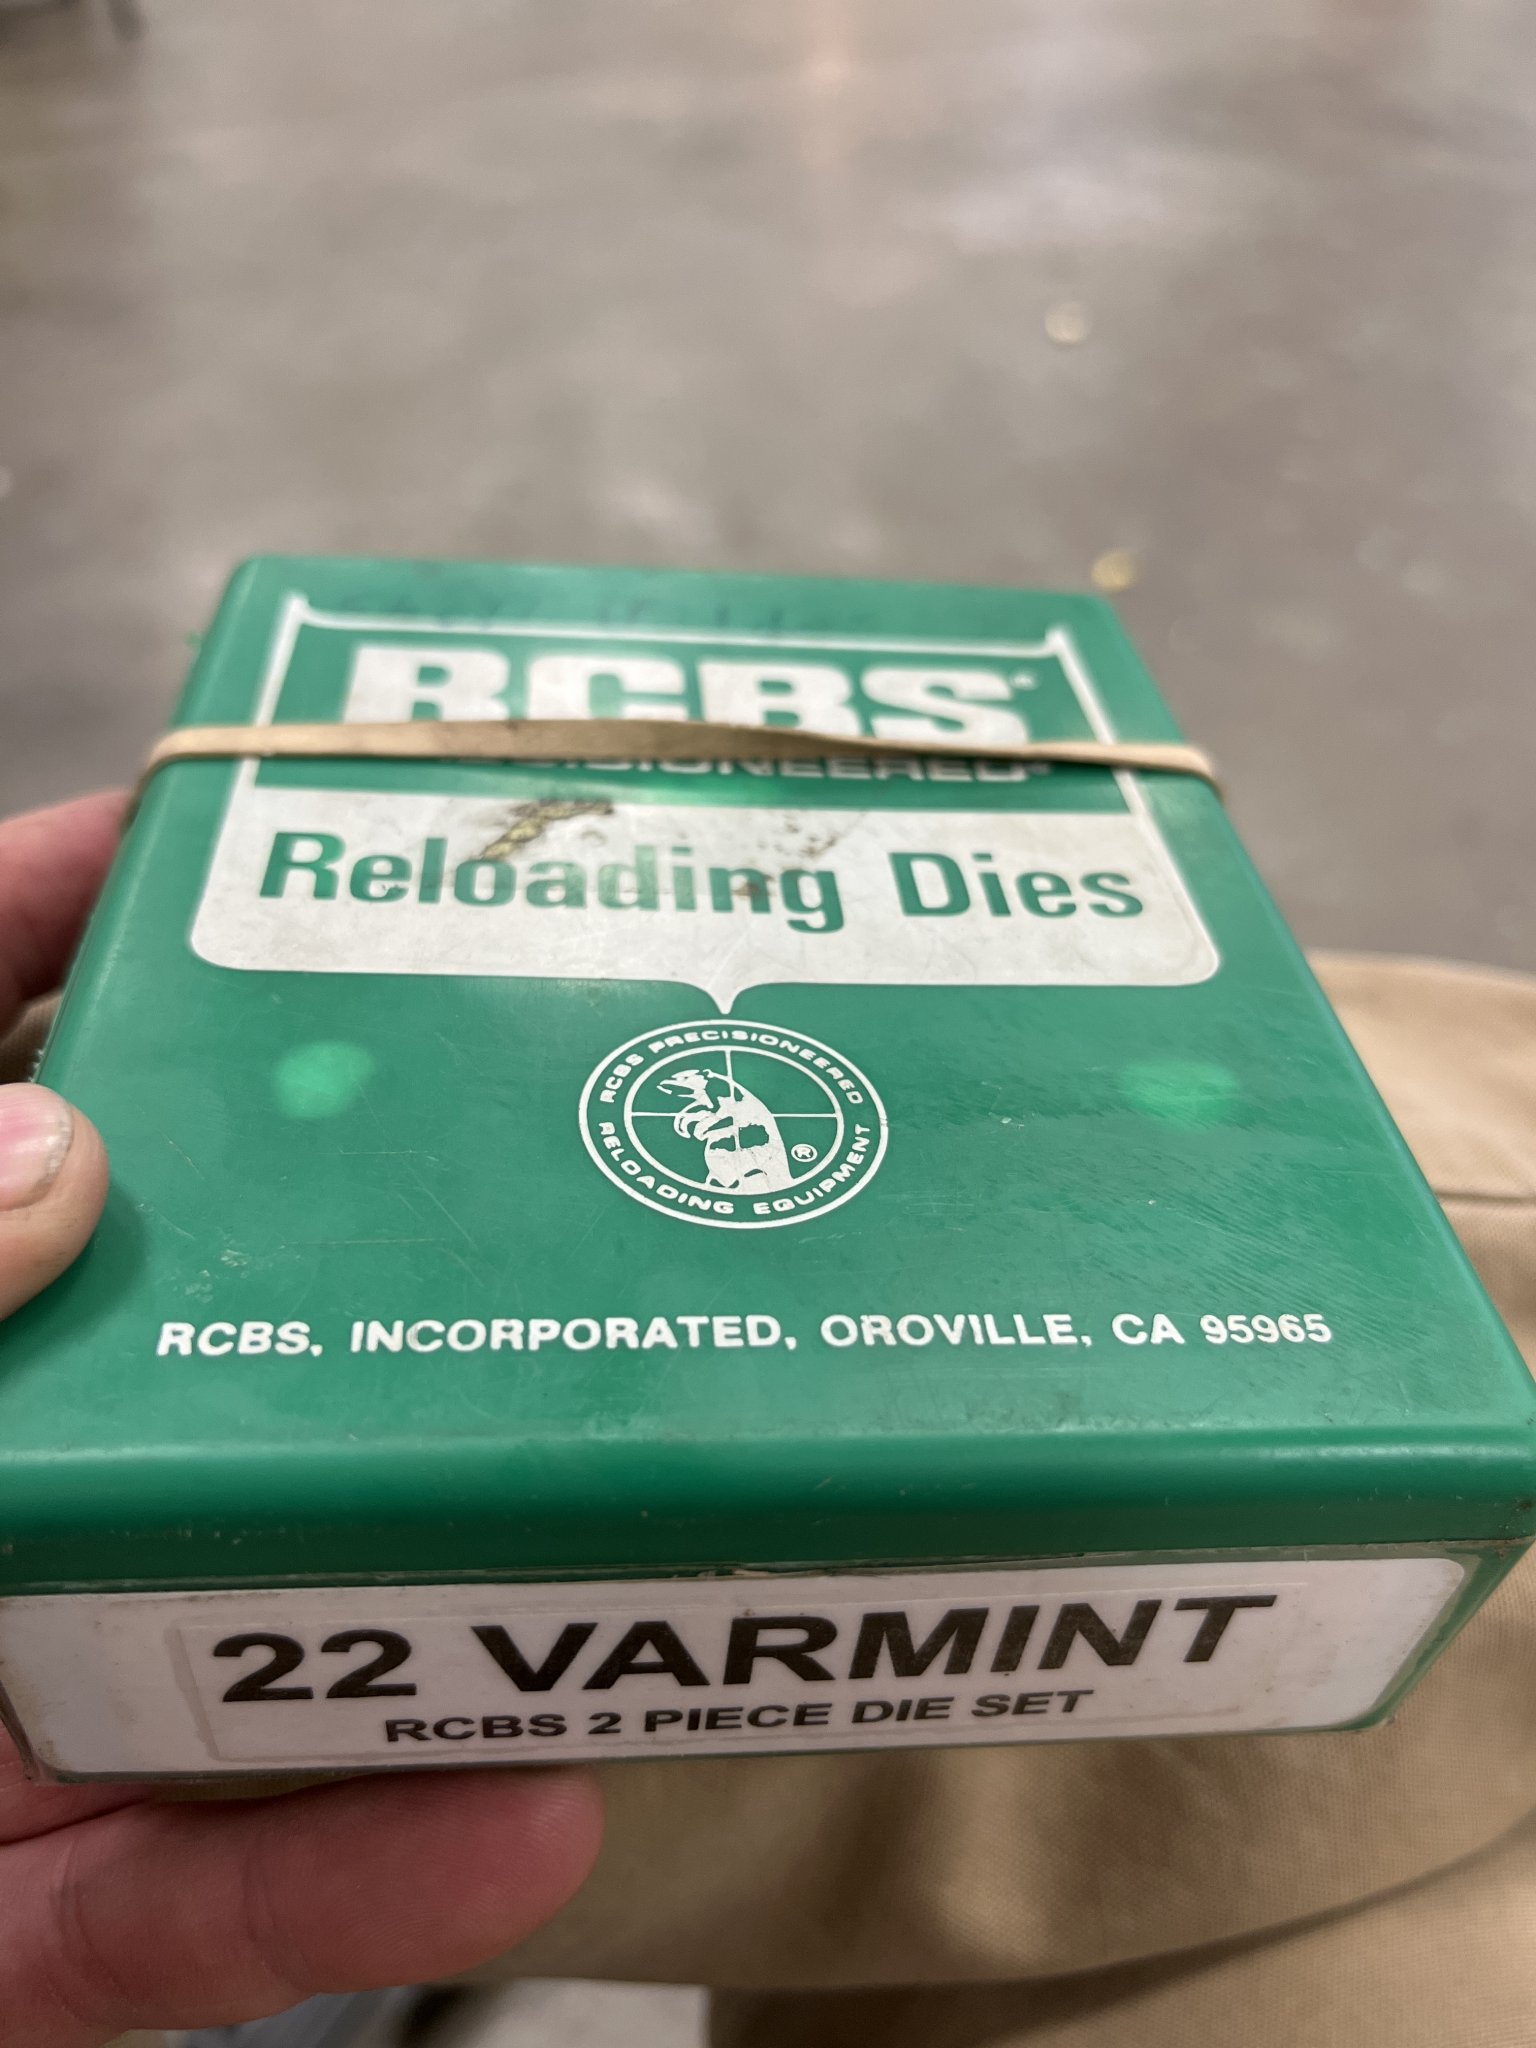 RCBS
Reloading Dies
RCBS PRECISIONEERED
RELOADING EQUIPMENT
®
RCBS, INCORPORATED, OROVILLE, CA 95965
22 VARMINT
RCBS 2 PIECE DIE SET